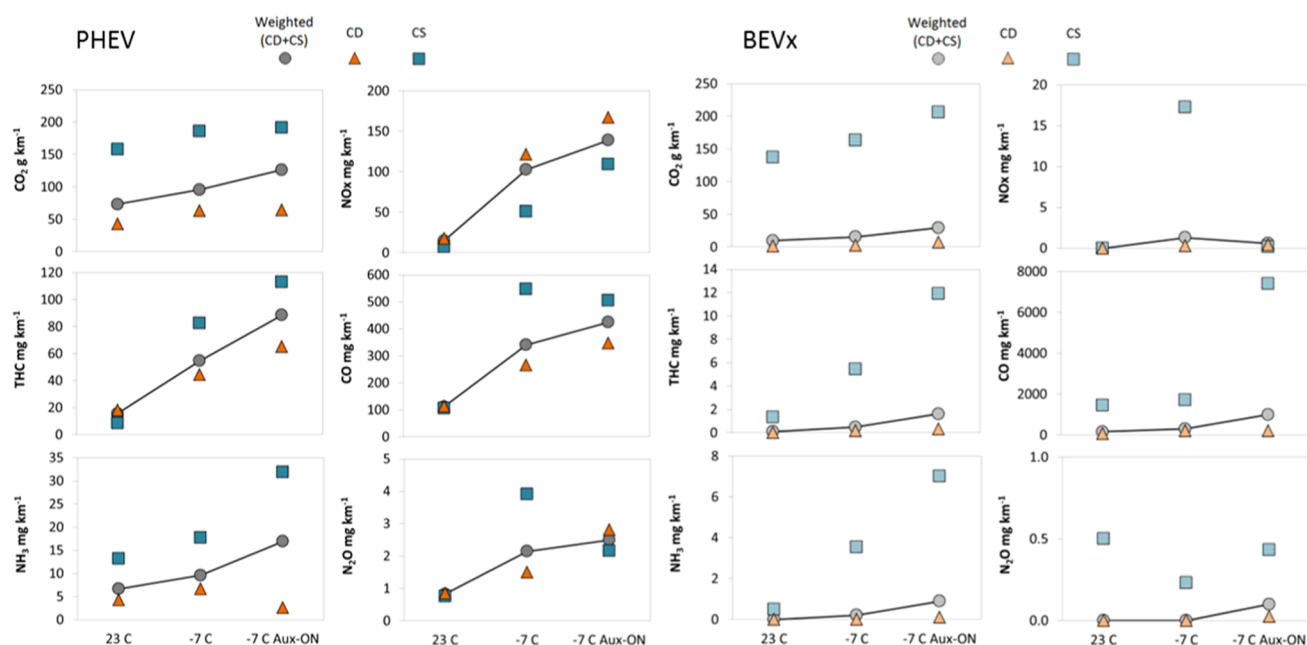 PHEV
Weighted
(CD+CS)
CD
CS
BEVx
Weighted
(CD+CS)
CD
CS
CO2 g km-1
250
200
150
100
50
0
NOx mg km-1
200
150
100
50
0
CO2 g km-1
250
200
150
100
50
0
NOx mg km-1
20
15
10
5
0
THC mg km-1
120
100
80
60
40
20
0
CO mg km-1
600
500
400
300
200
100
0
THC mg km-1
14
12
10
8
6
4
2
0
CO mg km-1
8000
6000
4000
2000
0
NH3 mg km-1
35
30
25
20
15
10
5
0
23 C
-7 C
-7 C Aux-ON
N2O mg km-1
5
4
3
2
1
0
23 C
-7 C
-7 C Aux-ON
NH3 mg km-1
8
6
4
2
0
23 C
-7 C
-7 C Aux-ON
N2O mg km-1
1.0
0.5
0.0
23 C
-7 C
-7 C Aux-ON